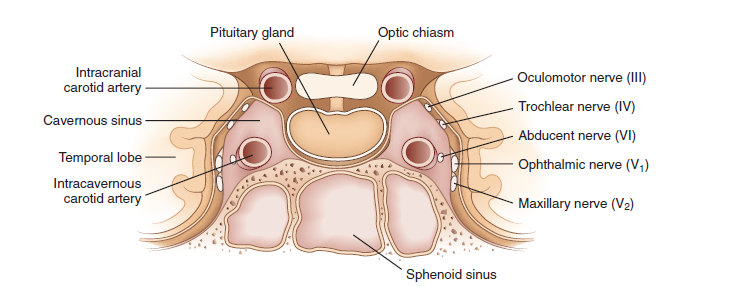 Pituitary gland
Optic chiasm
Intracranial
carotid artery
Cavernous sinus
Temporal lobe
Intracavernous
carotid artery
Oculomotor nerve (III)
Trochlear nerve (IV)
Abducent nerve (VI)
Ophthalmic nerve (V₁)
Maxillary nerve (V₂)
Sphenoid sinus